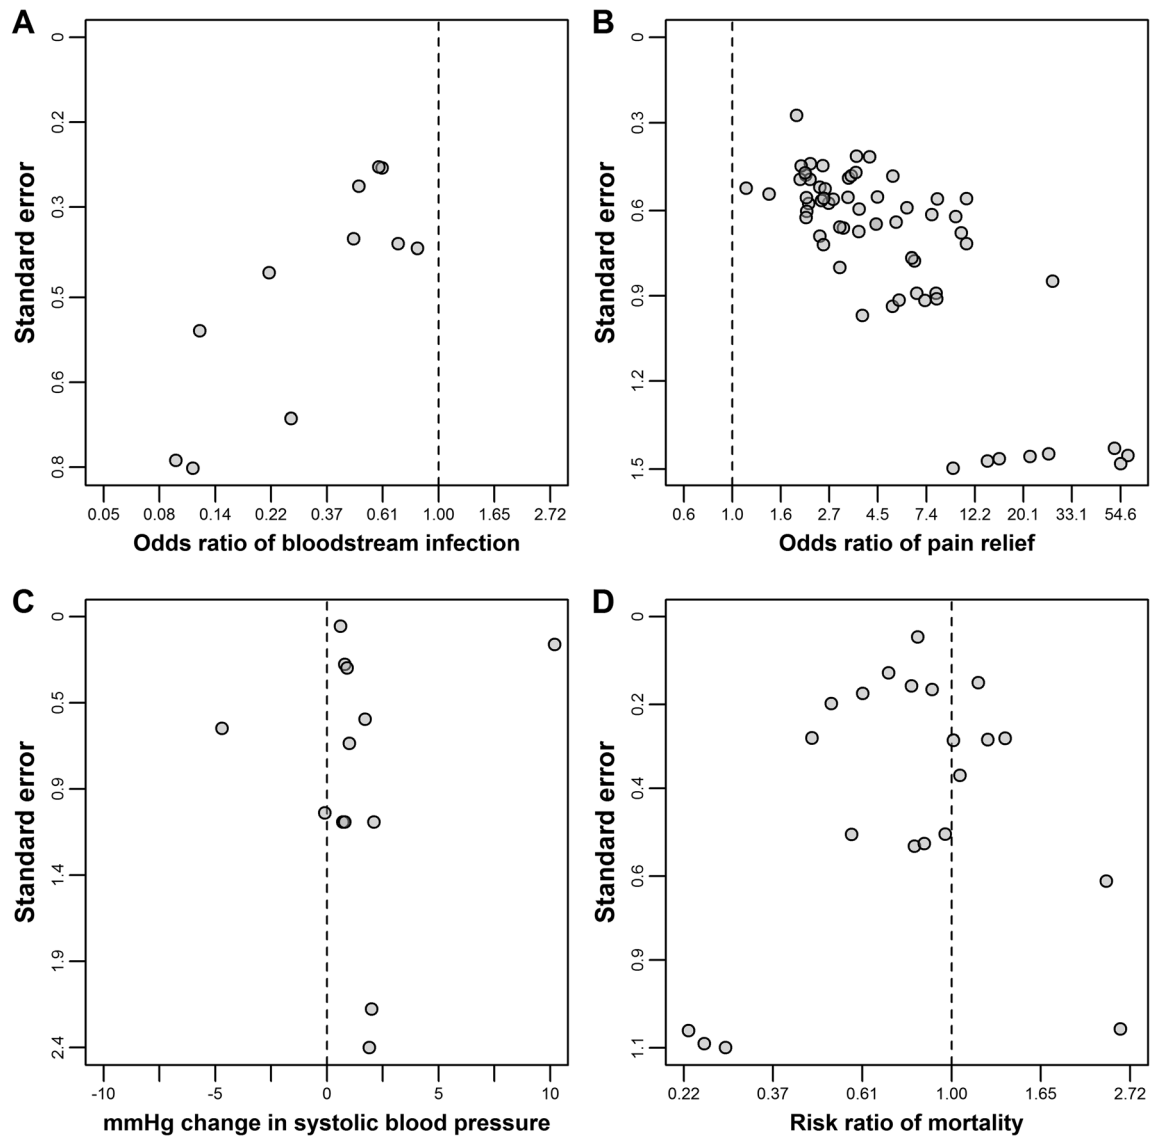 A
Standard error
0
0.2
0.3
0.5
0.6
0.8
0.05 0.08 0.14 0.22 0.37 0.61 1.00 1.65 2.72
Odds ratio of bloodstream infection
B
Standard error
0
0.3
0.6
0.9
1.2
1.5
0.6 1.0 1.6 2.7 4.5 7.4 12.2 20.1 33.1 54.6
Odds ratio of pain relief
C
Standard error
0
0.5
0.9
1.4
1.9
2.4
-10 -5 0 5 10
mmHg change in systolic blood pressure
D
Standard error
0
0.2
0.4
0.6
0.9
1.1
0.22 0.37 0.61 1.00 1.65 2.72
Risk ratio of mortality